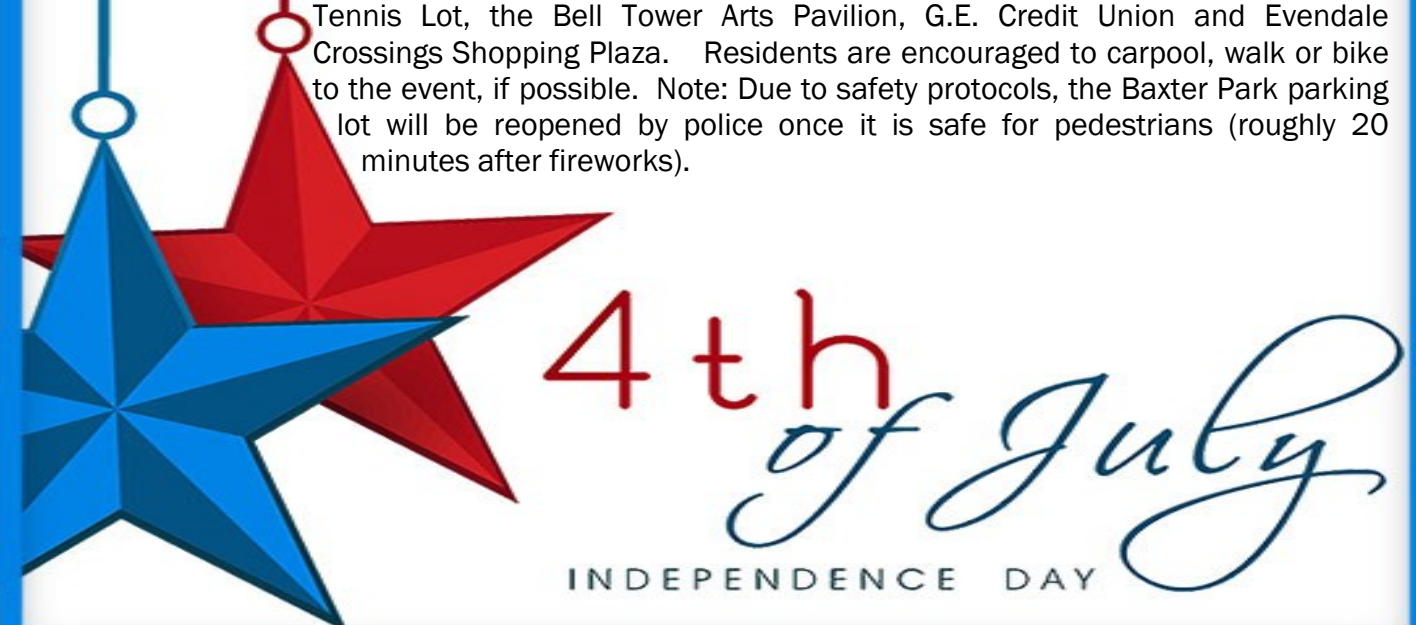 Tennis Lot, the Bell Tower Arts Pavilion, G.E. Credit Union and Evendale
Crossings Shopping Plaza. Residents are encouraged to carpool, walk or bike
to the event, if possible. Note: Due to safety protocols, the Baxter Park parking
lot will be reopened by police once it is safe for pedestrians (roughly 20
minutes after fireworks).
4th
of July
INDEPENDENCE DAY